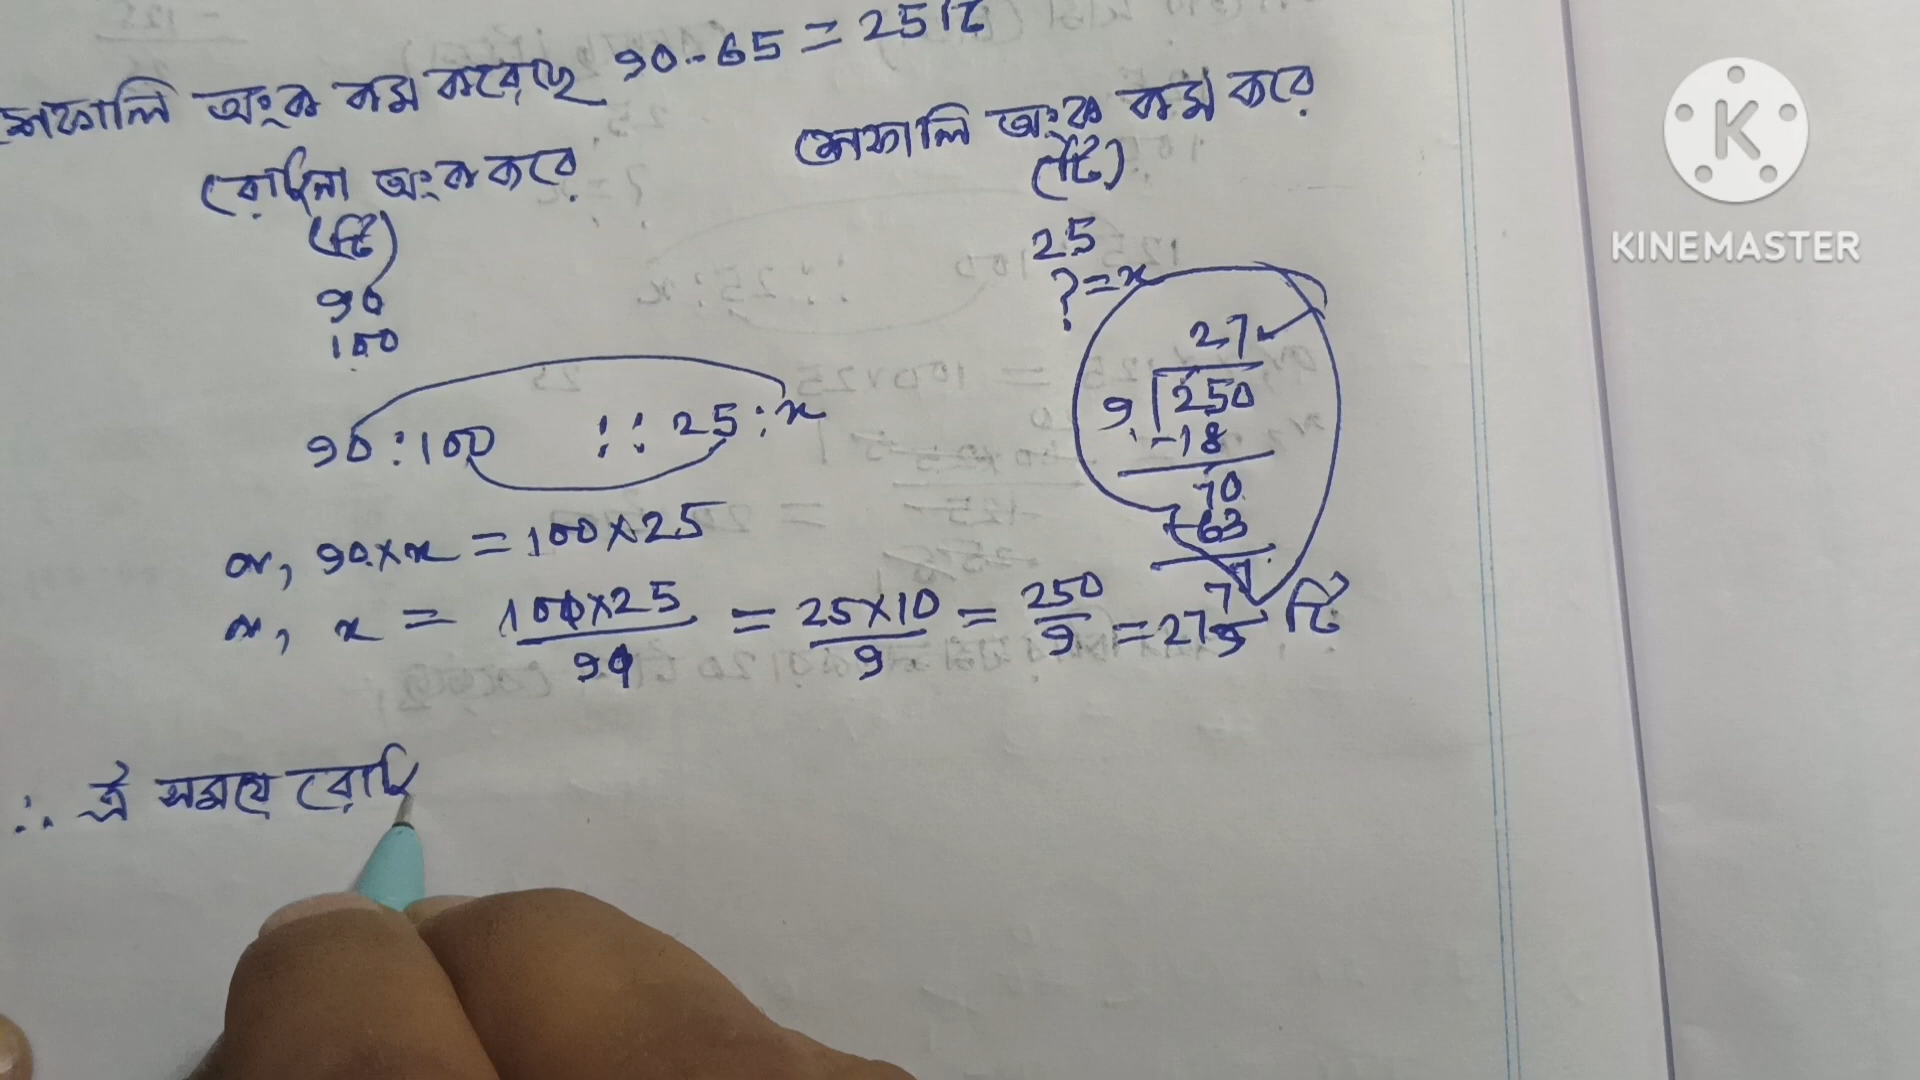 শেফালি অংক কম করেছে 90-65=25টি
রোহিনা অংক করে
(টি)
90
100
শেফালি অংক কম করে
(টি)
25
?=x
90:100 :: 25:x
27
9 250
-18
70
-63
7
or, 90×x=100×25
or, x = 100×25/90 = 25×10/9 = 250/9 = 27 7/9 টি
∴ ঐ সময়ে রোহি
K
KINEMASTER